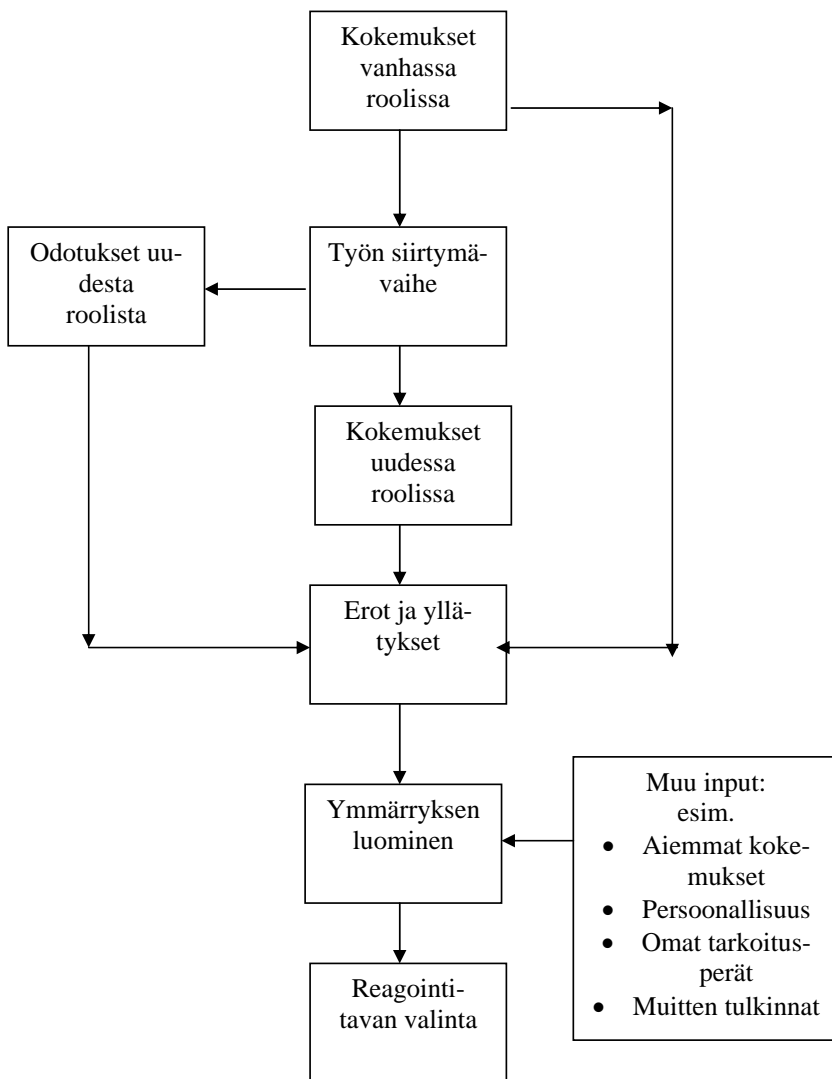 Kokemukset
vanhassa
roolissa
Odotukset uu-
desta
roolista
Työn siirtymä-
vaihe
Kokemukset
uudessa
roolissa
Erot ja yllä-
tykset
Ymmärryksen
luominen
Muu input:
esim.
• Aiemmat koke-
mukset
• Persoonallisuus
• Omat tarkoitus-
perät
• Muitten tulkinnat
Reagointi-
tavan valinta